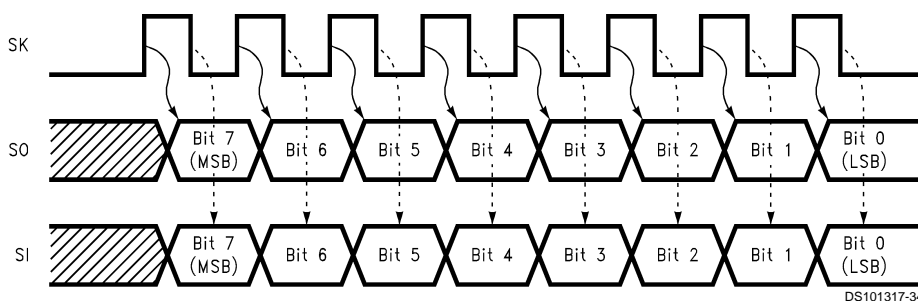 SK
SO
Bit 7
(MSB)
Bit 6
Bit 5
Bit 4
Bit 3
Bit 2
Bit 1
Bit 0
(LSB)
SI
Bit 7
(MSB)
Bit 6
Bit 5
Bit 4
Bit 3
Bit 2
Bit 1
Bit 0
(LSB)